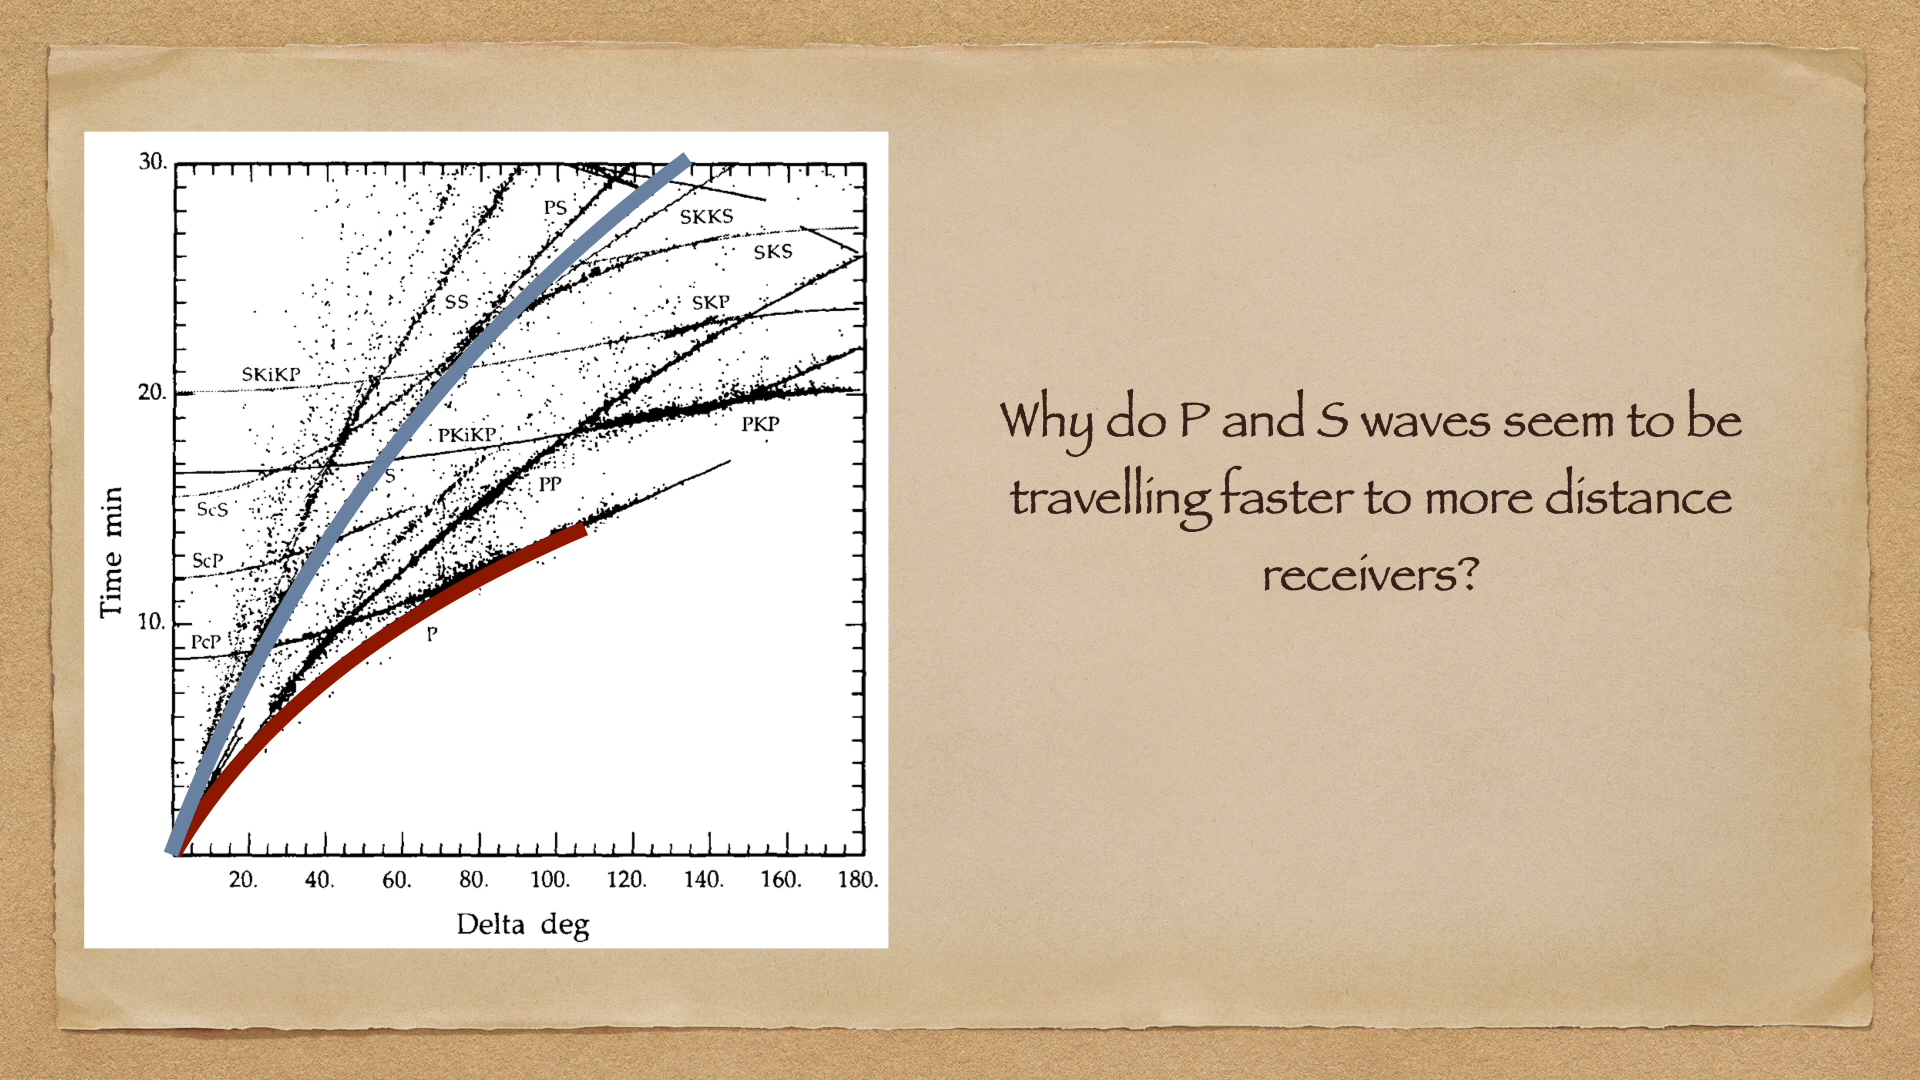 30.
PS
SKKS
SKS
SS
SKP
SKiKP
20.
PKP
PKiKP
S
PP
ScS
ScP
10.
PcP
P
Time min
20. 40. 60. 80. 100. 120. 140. 160. 180.
Delta deg
Why do P and S waves seem to be
travelling faster to more distance
receivers?